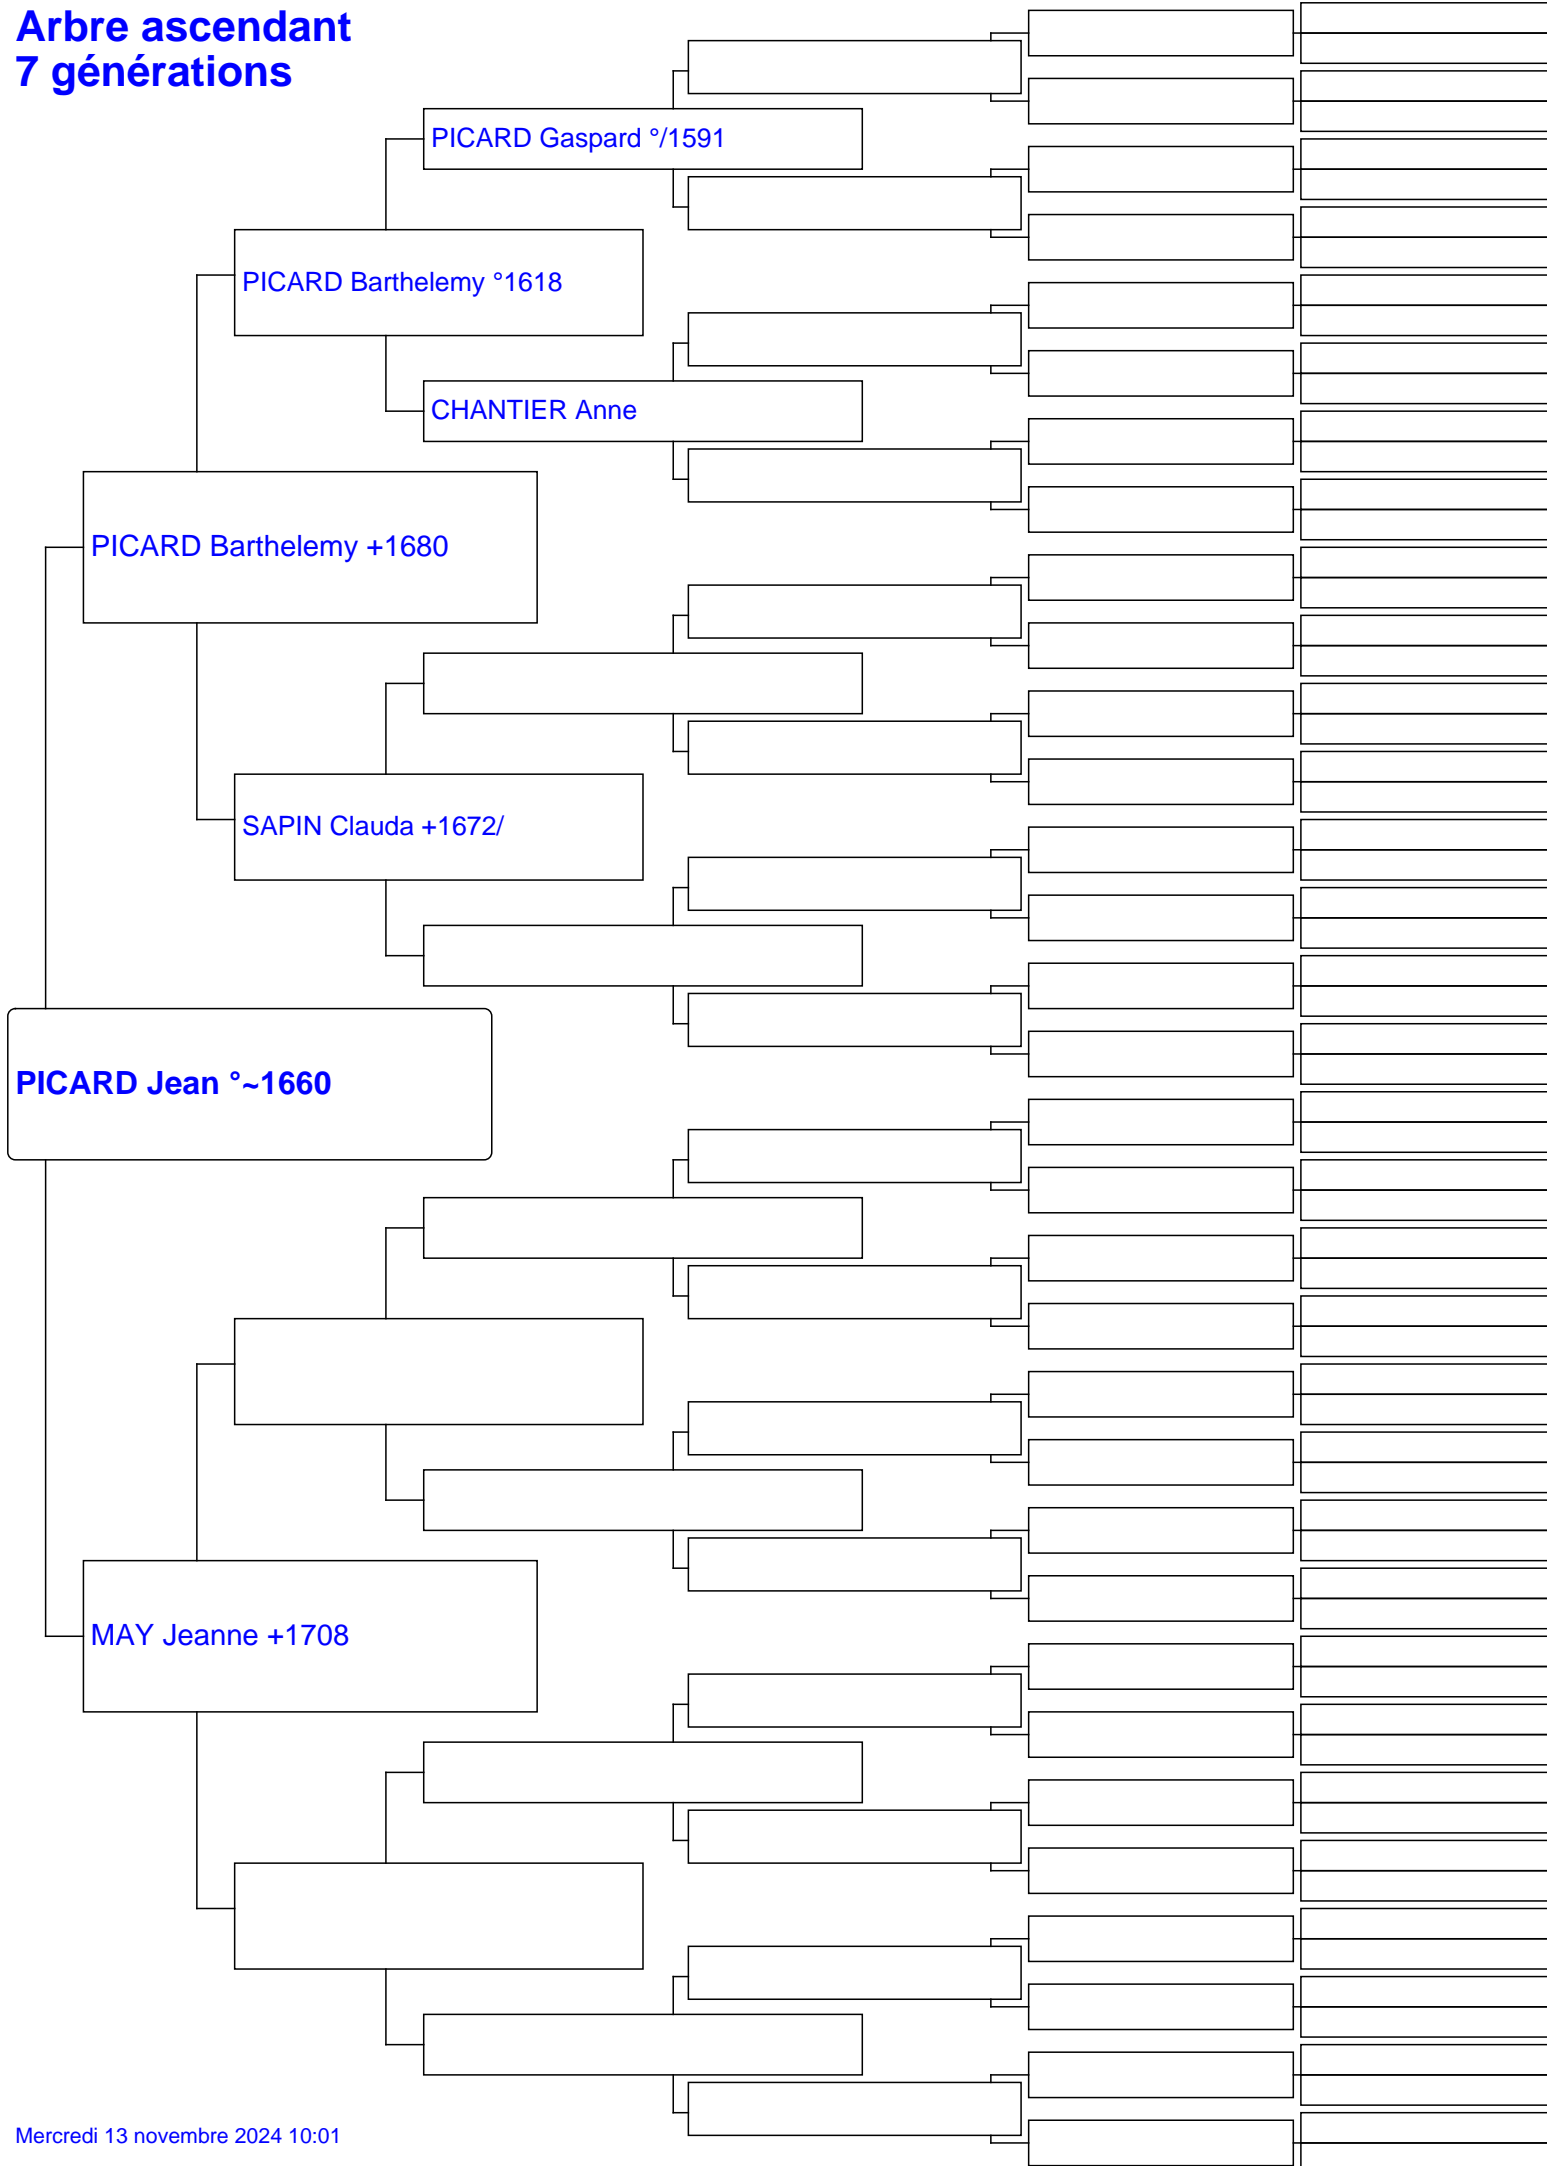 Arbre ascendant
7 générations
PICARD Gaspard °/1591
PICARD Barthelemy °1618
CHANTIER Anne
PICARD Barthelemy +1680
SAPIN Clauda +1672/
PICARD Jean °~1660
MAY Jeanne +1708
Mercredi 13 novembre 2024 10:01